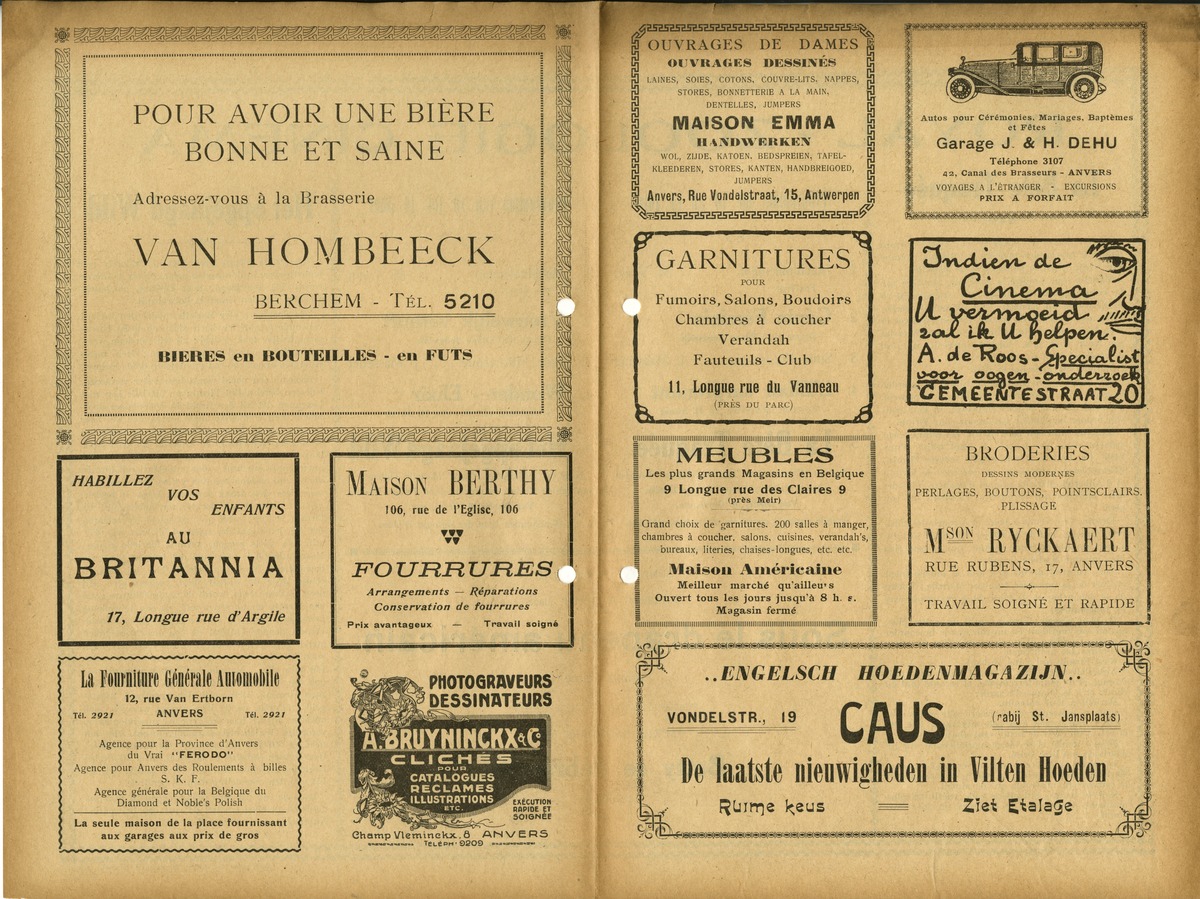 POUR AVOIR UNE BIÈRE
BONNE ET SAINE
Adressez-vous à la Brasserie
VAN HOMBEECK
BERCHEM - TÉL. 5210
BIERES en BOUTEILLES - en FUTS
HABILLEZ
VOS
ENFANTS
AU
BRITANNIA
17, Longue rue d'Argile
MAISON BERTHY
106, rue de l'Eglise, 106
FOURRURES
Arrangements — Réparations
Conservation de fourrures
Prix avantageux — Travail soigné
La Fourniture Générale Automobile
12, rue Van Ertborn
Tél. 2921 ANVERS Tél. 2921
Agence pour la Province d'Anvers
du Vrai "FERODO"
Agence pour Anvers des Roulements à billes
S. K. F.
Agence générale pour la Belgique du
Diamond et Noble's Polish
La seule maison de la place fournissant
aux garages aux prix de gros
PHOTOGRAVEURS
DESSINATEURS
A. BRUYNINCKX & Co
CLICHÉS
POUR
CATALOGUES
RECLAMES
ILLUSTRATIONS
ETC.
EXÉCUTION
RAPIDE ET
SOIGNÉE
Champ Vleminckx, 8 ANVERS
TELÉPH. 9209
OUVRAGES DE DAMES
OUVRAGES DESSINÉS
LAINES, SOIES, COTONS, COUVRE-LITS, NAPPES,
STORES, BONNETTERIE A LA MAIN,
DENTELLES, JUMPERS
MAISON EMMA
HANDWERKEN
WOL, ZIJDE, KATOEN, BEDSPREIEN, TAFEL-
KLEEDEREN, STORES, KANTEN, HANDBREIGOED,
JUMPERS
Anvers, Rue Vondelstraat, 15, Antwerpen
Autos pour Cérémonies, Mariages, Baptêmes
et Fêtes
Garage J. & H. DEHU
Téléphone 3107
42, Canal des Brasseurs - ANVERS
VOYAGES A L'ÉTRANGER - EXCURSIONS
PRIX A FORFAIT
GARNITURES
POUR
Fumoirs, Salons, Boudoirs
Chambres à coucher
Verandah
Fauteuils - Club
11, Longue rue du Vanneau
(PRÈS DU PARC)
Indien de
Cinema
U vermoeid
zal ik U helpen.
A. de Roos - Specialist
voor oogen-onderzoek
GEMEENTESTRAAT 20
MEUBLES
Les plus grands Magasins en Belgique
9 Longue rue des Claires 9
(près Meir)
Grand choix de garnitures. 200 salles à manger,
chambres à coucher, salons, cuisines, verandah's,
bureaux, literies, chaises-longues, etc. etc.
Maison Américaine
Meilleur marché qu'ailleurs
Ouvert tous les jours jusqu'à 8 h. s.
Magasin fermé
BRODERIES
DESSINS MODERNES
PERLAGES, BOUTONS, POINTSCLAIRS.
PLISSAGE
MSON RYCKAERT
RUE RUBENS, 17, ANVERS
TRAVAIL SOIGNÉ ET RAPIDE
,,ENGELSCH HOEDENMAGAZIJN,,
VONDELSTR., 19 CAUS (nabij St. Jansplaats)
De laatste nieuwigheden in Vilten Hoeden
Ruime keus Ziet Etalage